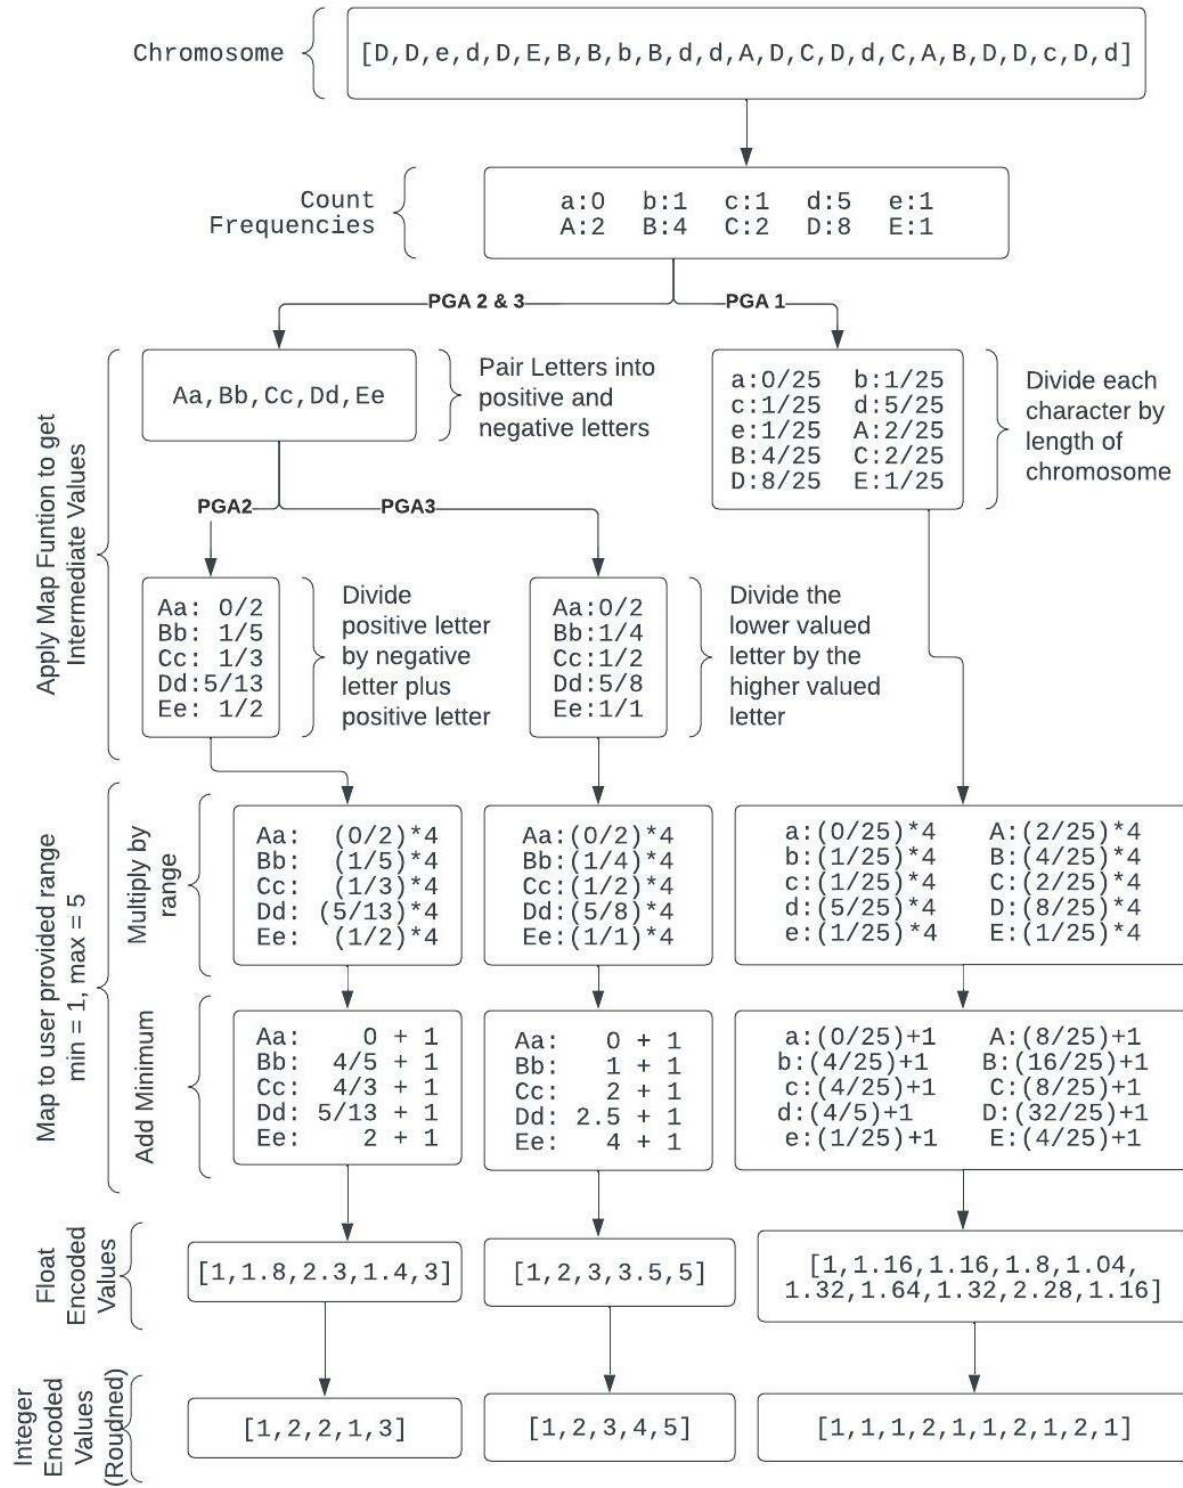 Chromosome
[D,D,e,d,D,E,B,B,b,B,d,d,A,D,C,D,d,C,A,B,D,D,c,D,d]
Count
Frequencies
a:0 b:1 c:1 d:5 e:1
A:2 B:4 C:2 D:8 E:1
PGA 2 & 3
PGA 1
Apply Map Funtion to get
Intermediate Values
Aa,Bb,Cc,Dd,Ee
Pair Letters into
positive and
negative letters
a:0/25 b:1/25
c:1/25 d:5/25
e:1/25 A:2/25
B:4/25 C:2/25
D:8/25 E:1/25
Divide each
character by
length of
chromosome
PGA2
PGA3
Aa: 0/2
Bb: 1/5
Cc: 1/3
Dd:5/13
Ee: 1/2
Divide
positive letter
by negative
letter plus
positive letter
Aa:0/2
Bb:1/4
Cc:1/2
Dd:5/8
Ee:1/1
Divide the
lower valued
letter by the
higher valued
letter
Map to user provided range
min = 1, max = 5
Multiply by
range
Aa: (0/2)*4
Bb: (1/5)*4
Cc: (1/3)*4
Dd: (5/13)*4
Ee: (1/2)*4
Aa:(0/2)*4
Bb:(1/4)*4
Cc:(1/2)*4
Dd:(5/8)*4
Ee:(1/1)*4
a:(0/25)*4 A:(2/25)*4
b:(1/25)*4 B:(4/25)*4
c:(1/25)*4 C:(2/25)*4
d:(5/25)*4 D:(8/25)*4
e:(1/25)*4 E:(1/25)*4
Add Minimum
Aa: 0 + 1
Bb: 4/5 + 1
Cc: 4/3 + 1
Dd: 5/13 + 1
Ee: 2 + 1
Aa: 0 + 1
Bb: 1 + 1
Cc: 2 + 1
Dd: 2.5 + 1
Ee: 4 + 1
a:(0/25)+1 A:(8/25)+1
b:(4/25)+1 B:(16/25)+1
c:(4/25)+1 C:(8/25)+1
d:(4/5)+1 D:(32/25)+1
e:(1/25)+1 E:(4/25)+1
Float
Encoded
Values
[1,1.8,2.3,1.4,3]
[1,2,3,3.5,5]
[1,1.16,1.16,1.8,1.04,
1.32,1.64,1.32,2.28,1.16]
Integer
Encoded
Values
(Roudned)
[1,2,2,1,3]
[1,2,3,4,5]
[1,1,1,2,1,1,2,1,2,1]